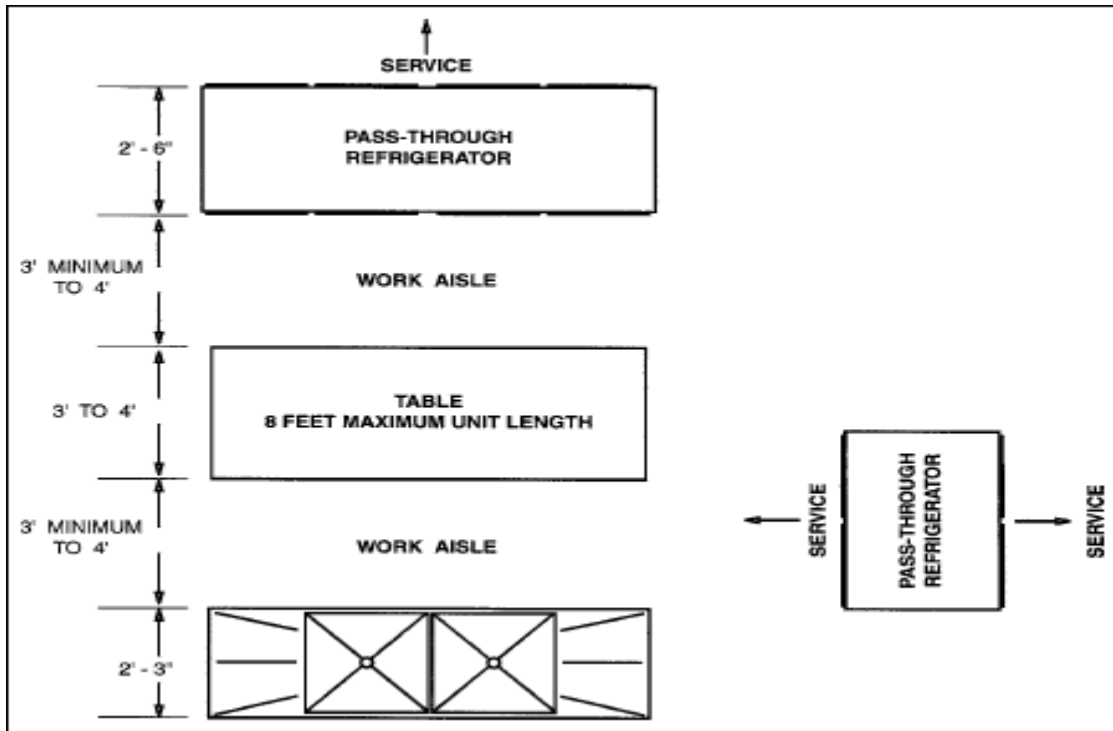 SERVICE
PASS-THROUGH
REFRIGERATOR
2' - 6"
3' MINIMUM
TO 4'
WORK AISLE
3' TO 4'
TABLE
8 FEET MAXIMUM UNIT LENGTH
3' MINIMUM
TO 4'
WORK AISLE
2' - 3"
SERVICE
PASS-THROUGH
REFRIGERATOR
SERVICE